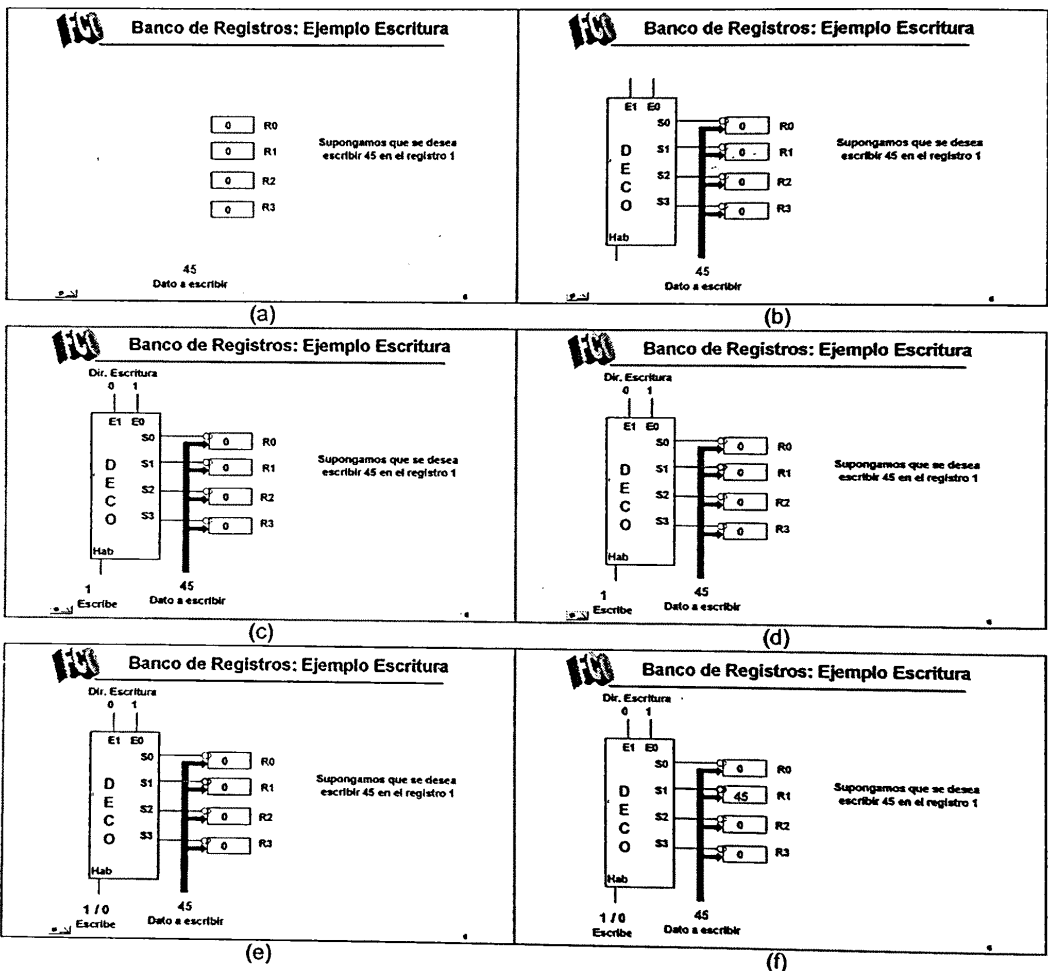 FCO Banco de Registros: Ejemplo Escritura
0 R0
0 R1
0 R2
0 R3
Supongamos que se desea
escribir 45 en el registro 1
45
Dato a escribir
(a)
FCO Banco de Registros: Ejemplo Escritura
E1 E0
DECO
S0 0 R0
S1 0 R1
S2 0 R2
S3 0 R3
Hab
Supongamos que se desea
escribir 45 en el registro 1
45
Dato a escribir
(b)
FCO Banco de Registros: Ejemplo Escritura
Dir. Escritura
0 1
E1 E0
DECO
S0 0 R0
S1 0 R1
S2 0 R2
S3 0 R3
Hab
Supongamos que se desea
escribir 45 en el registro 1
1 45
Escribe Dato a escribir
(c)
FCO Banco de Registros: Ejemplo Escritura
Dir. Escritura
0 1
E1 E0
DECO
S0 0 R0
S1 0 R1
S2 0 R2
S3 0 R3
Hab
Supongamos que se desea
escribir 45 en el registro 1
1 45
Escribe Dato a escribir
(d)
FCO Banco de Registros: Ejemplo Escritura
Dir. Escritura
0 1
E1 E0
DECO
S0 0 R0
S1 0 R1
S2 0 R2
S3 0 R3
Hab
Supongamos que se desea
escribir 45 en el registro 1
1 / 0 45
Escribe Dato a escribir
(e)
FCO Banco de Registros: Ejemplo Escritura
Dir. Escritura
0 1
E1 E0
DECO
S0 0 R0
S1 45 R1
S2 0 R2
S3 0 R3
Hab
Supongamos que se desea
escribir 45 en el registro 1
1 / 0 45
Escribe Dato a escribir
(f)